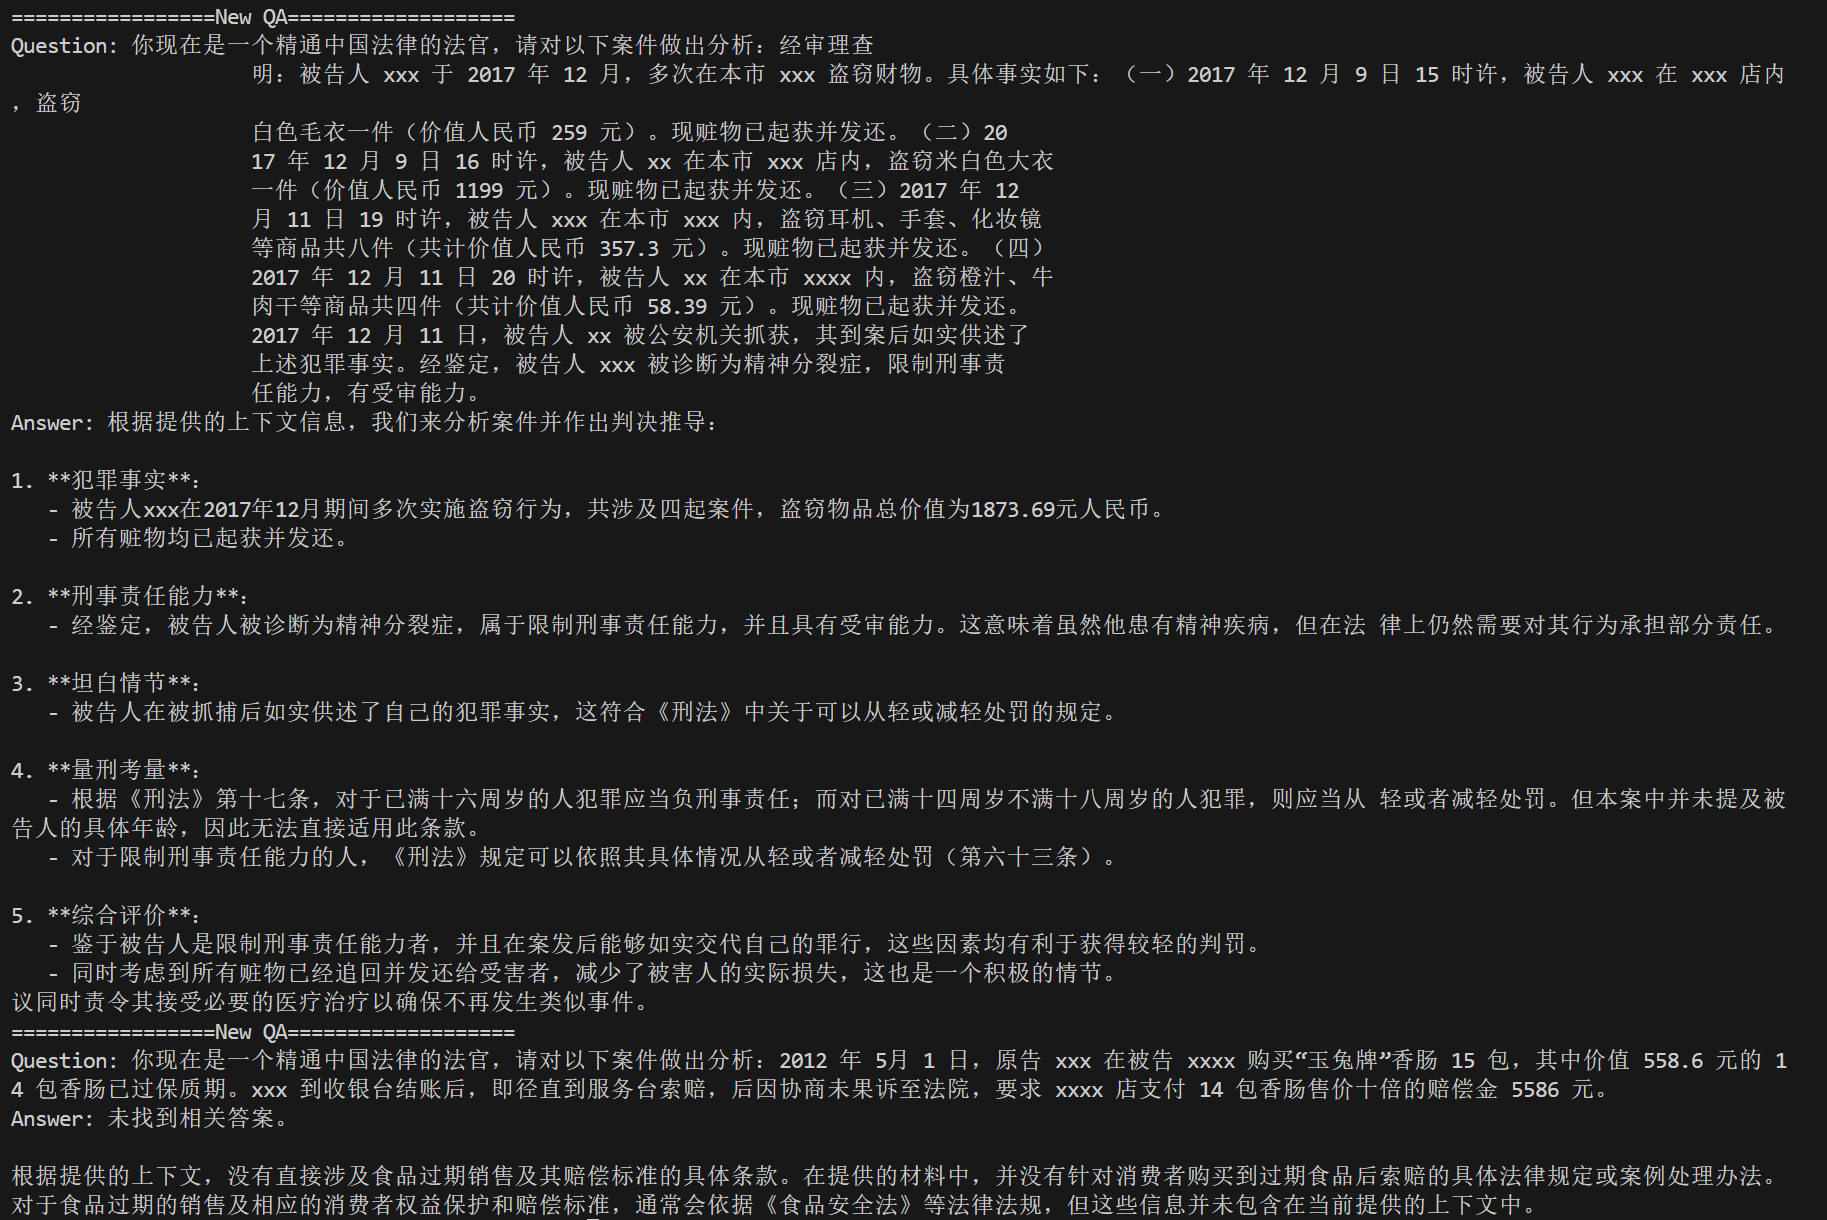 =================New QA===================
Question: 你现在是一个精通中国法律的法官，请对以下案件做出分析：经审理查
明：被告人 xxx 于 2017 年 12 月，多次在本市 xxx 盗窃财物。具体事实如下：（一）2017 年 12 月 9 日 15 时许，被告人 xxx 在 xxx 店内
，盗窃
白色毛衣一件（价值人民币 259 元）。现赃物已起获并发还。（二）20
17 年 12 月 9 日 16 时许，被告人 xx 在本市 xxx 店内，盗窃米白色大衣
一件（价值人民币 1199 元）。现赃物已起获并发还。（三）2017 年 12
月 11 日 19 时许，被告人 xxx 在本市 xxx 内，盗窃耳机、手套、化妆镜
等商品共八件（共计价值人民币 357.3 元）。现赃物已起获并发还。（四）
2017 年 12 月 11 日 20 时许，被告人 xx 在本市 xxxx 内，盗窃橙汁、牛
肉干等商品共四件（共计价值人民币 58.39 元）。现赃物已起获并发还。
2017 年 12 月 11 日，被告人 xx 被公安机关抓获，其到案后如实供述了
上述犯罪事实。经鉴定，被告人 xxx 被诊断为精神分裂症，限制刑事责
任能力，有受审能力。
Answer: 根据提供的上下文信息，我们来分析案件并作出判决推导：
1. **犯罪事实**：
- 被告人xxx在2017年12月期间多次实施盗窃行为，共涉及四起案件，盗窃物品总价值为1873.69元人民币。
- 所有赃物均已起获并发还。
2. **刑事责任能力**：
- 经鉴定，被告人被诊断为精神分裂症，属于限制刑事责任能力，并且具有受审能力。这意味着虽然他患有精神疾病，但在法 律上仍然需要对其行为承担部分责任。
3. **坦白情节**：
- 被告人在被抓捕后如实供述了自己的犯罪事实，这符合《刑法》中关于可以从轻或减轻处罚的规定。
4. **量刑考量**：
- 根据《刑法》第十七条，对于已满十六周岁的人犯罪应当负刑事责任；而对已满十四周岁不满十八周岁的人犯罪，则应当从 轻或者减轻处罚。但本案中并未提及被
告人的具体年龄，因此无法直接适用此条款。
- 对于限制刑事责任能力的人，《刑法》规定可以依照其具体情况从轻或者减轻处罚（第六十三条）。
5. **综合评价**：
- 鉴于被告人是限制刑事责任能力者，并且在案发后能够如实交代自己的罪行，这些因素均有利于获得较轻的判罚。
- 同时考虑到所有赃物已经追回并发还给受害者，减少了被害人的实际损失，这也是一个积极的情节。
议同时责令其接受必要的医疗治疗以确保不再发生类似事件。
=================New QA===================
Question: 你现在是一个精通中国法律的法官，请对以下案件做出分析：2012 年 5月 1 日，原告 xxx 在被告 xxxx 购买“玉兔牌”香肠 15 包，其中价值 558.6 元的 1
4 包香肠已过保质期。xxx 到收银台结账后，即径直到服务台索赔，后因协商未果诉至法院，要求 xxxx 店支付 14 包香肠售价十倍的赔偿金 5586 元。
Answer: 未找到相关答案。
根据提供的上下文，没有直接涉及食品过期销售及其赔偿标准的具体条款。在提供的材料中，并没有针对消费者购买到过期食品后索赔的具体法律规定或案例处理办法。
对于食品过期的销售及相应的消费者权益保护和赔偿标准，通常会依据《食品安全法》等法律法规，但这些信息并未包含在当前提供的上下文中。